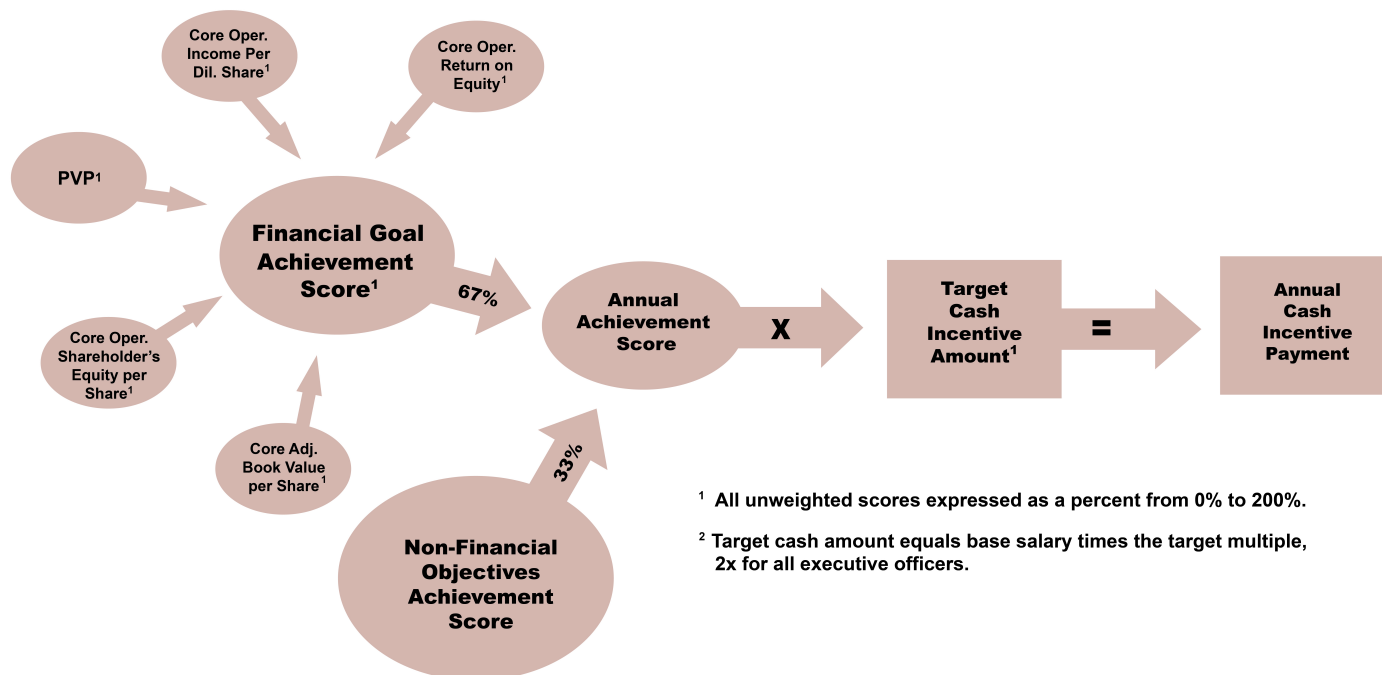 Core Oper.
Income Per
Dil. Share¹
Core Oper.
Return on
Equity¹
PVP¹
Financial Goal
Achievement
Score¹
67%
Annual
Achievement
Score
X
Target
Cash
Incentive
Amount¹
=
Annual
Cash
Incentive
Payment
Core Oper.
Shareholder’s
Equity per
Share¹
Core Adj.
Book Value
per Share¹
33%
Non-Financial
Objectives
Achievement
Score
¹ All unweighted scores expressed as a percent from 0% to 200%.
² Target cash amount equals base salary times the target multiple,
2x for all executive officers.